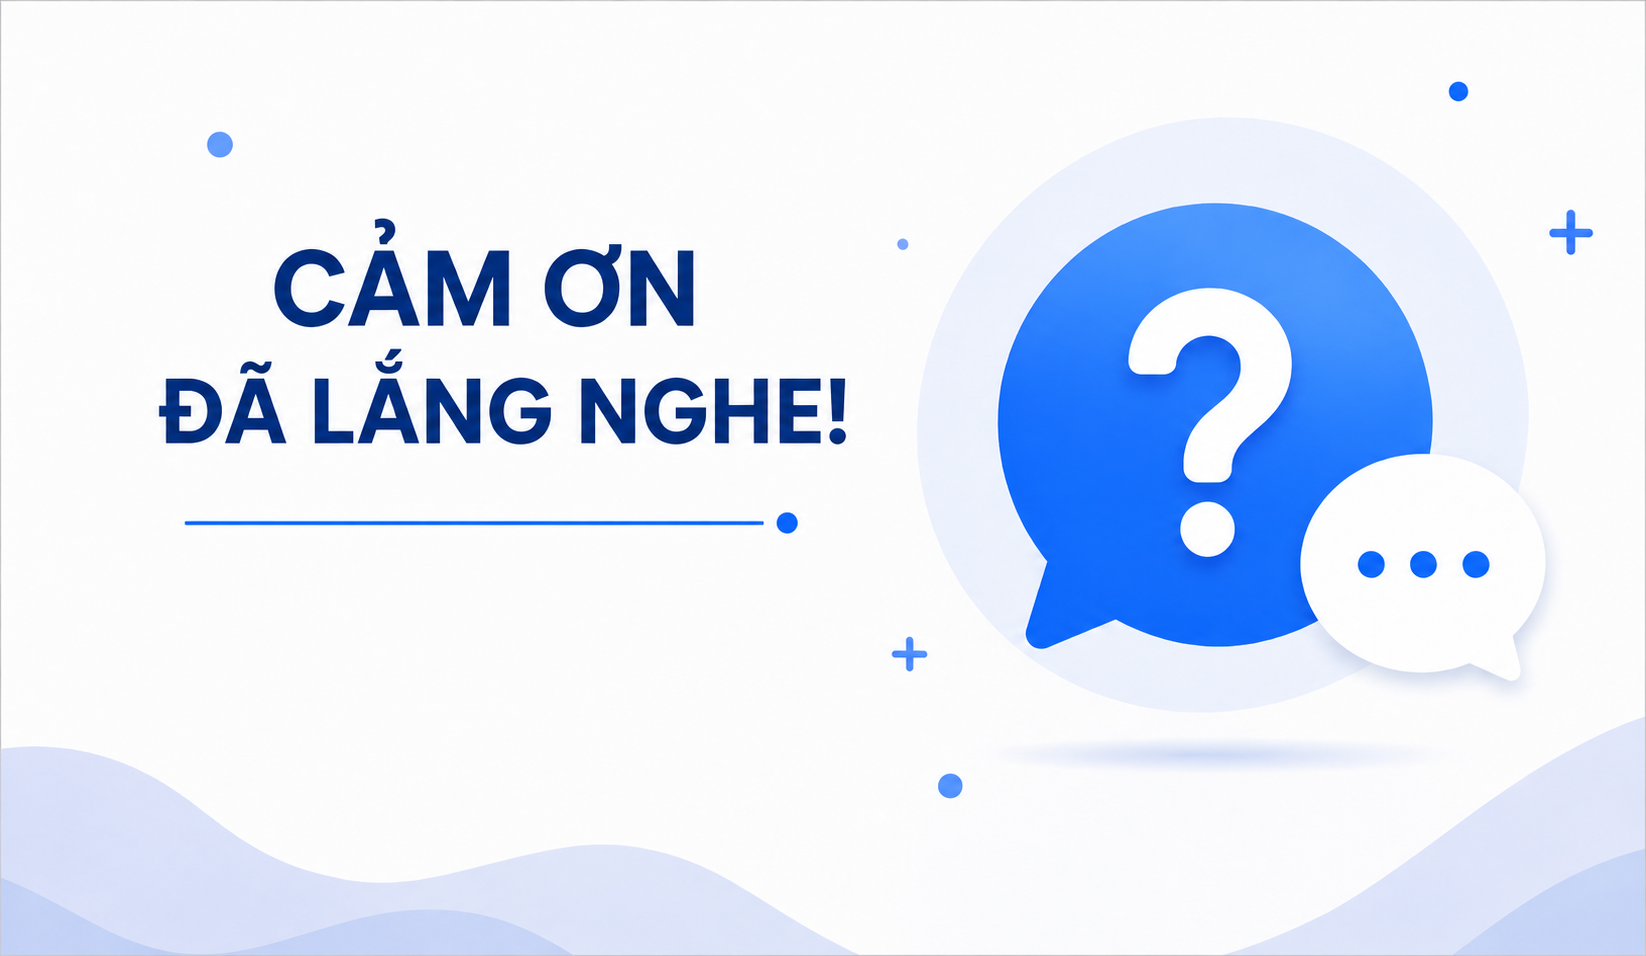 CẢM ƠN
ĐÃ LẮNG NGHE!
?